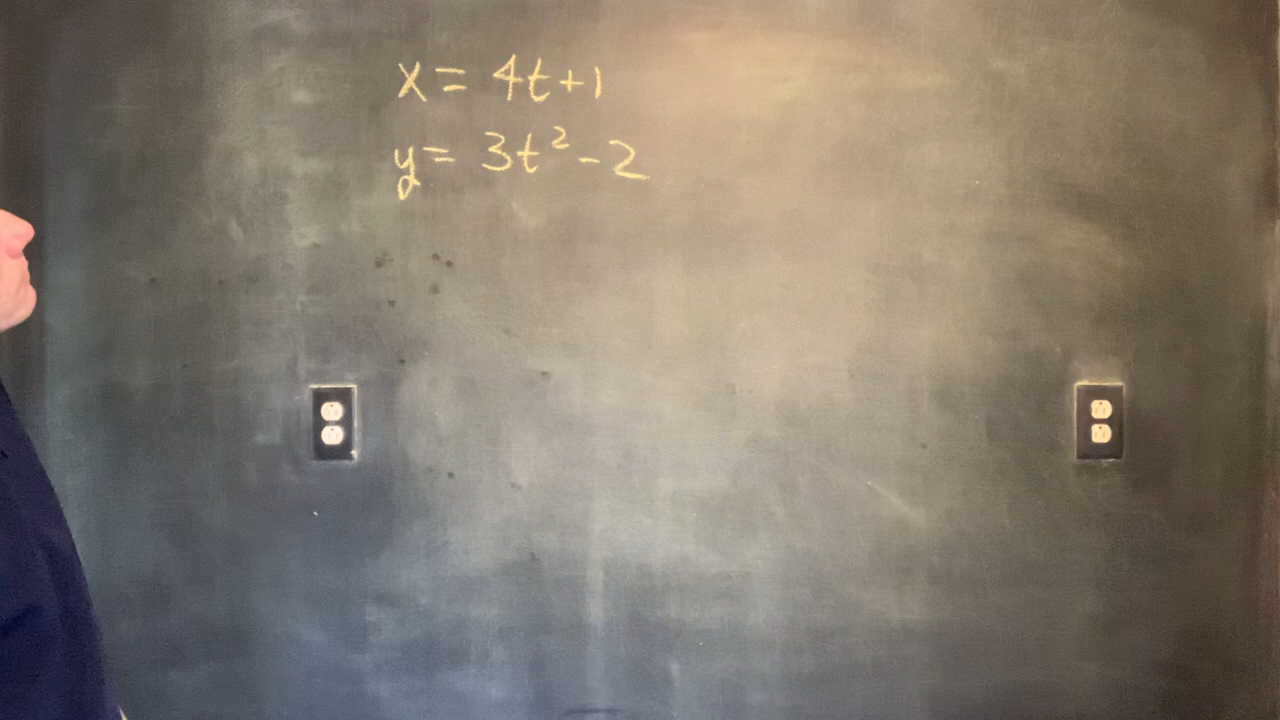 x = 4t+1
y = 3t²-2